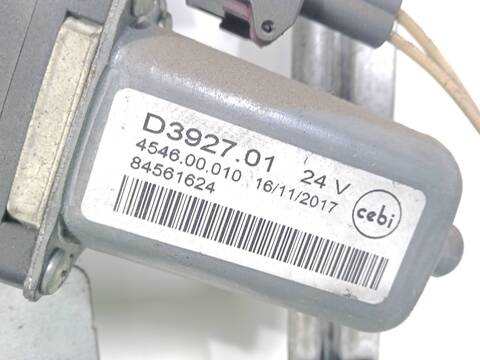 D3927.01
4546.00.010 24 V
84561624 16/11/2017
cebi